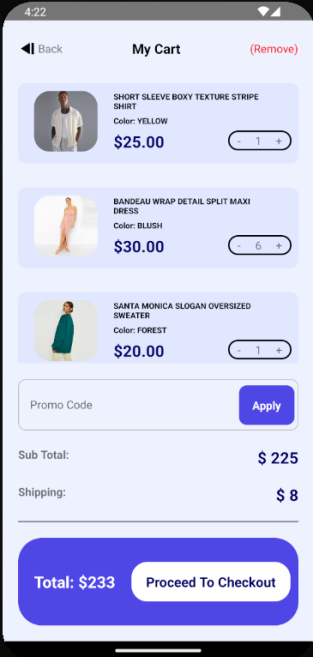 4:22
Back
My Cart
(Remove)
SHORT SLEEVE BOXY TEXTURE STRIPE
SHIRT
Color: YELLOW
$25.00
- 1 +
BANDEAU WRAP DETAIL SPLIT MAXI
DRESS
Color: BLUSH
$30.00
- 6 +
SANTA MONICA SLOGAN OVERSIZED
SWEATER
Color: FOREST
$20.00
- 1 +
Promo Code
Apply
Sub Total:
$ 225
Shipping:
$ 8
Total: $233
Proceed To Checkout